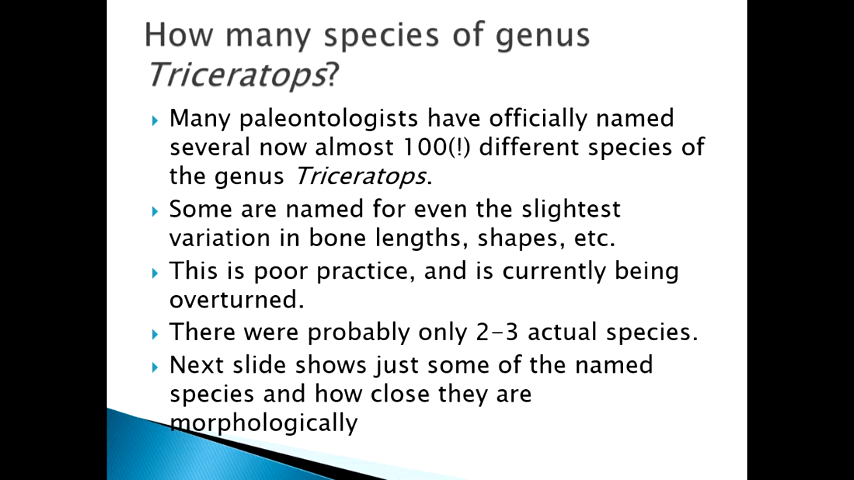 How many species of genus
Triceratops?
Many paleontologists have officially named
several now almost 100(!) different species of
the genus Triceratops.
Some are named for even the slightest
variation in bone lengths, shapes, etc.
This is poor practice, and is currently being
overturned.
There were probably only 2-3 actual species.
Next slide shows just some of the named
species and how close they are
morphologically